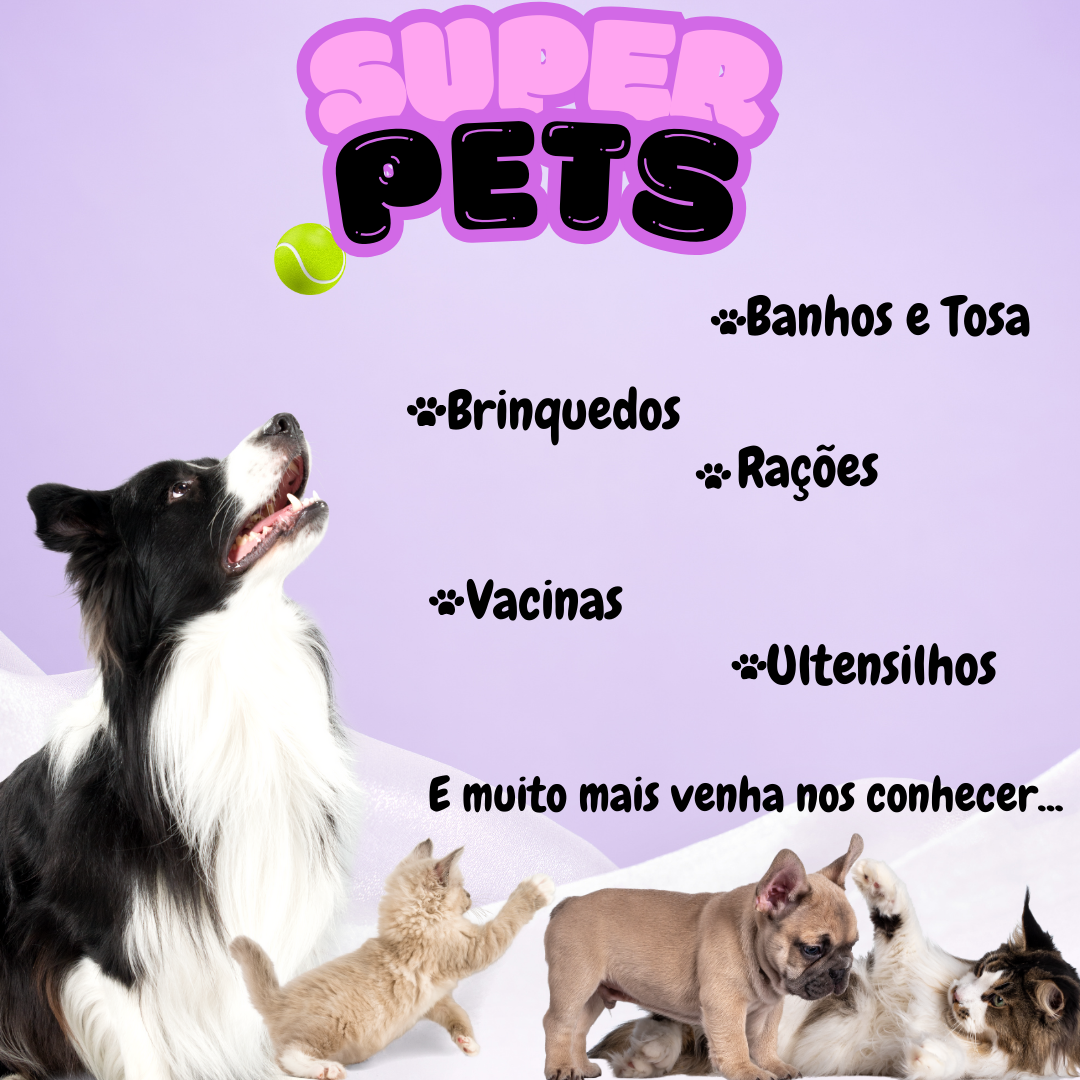 SUPER
PETS
Banhos e Tosa
Brinquedos
Rações
Vacinas
Ultensilhos
E muito mais venha nos conhecer...